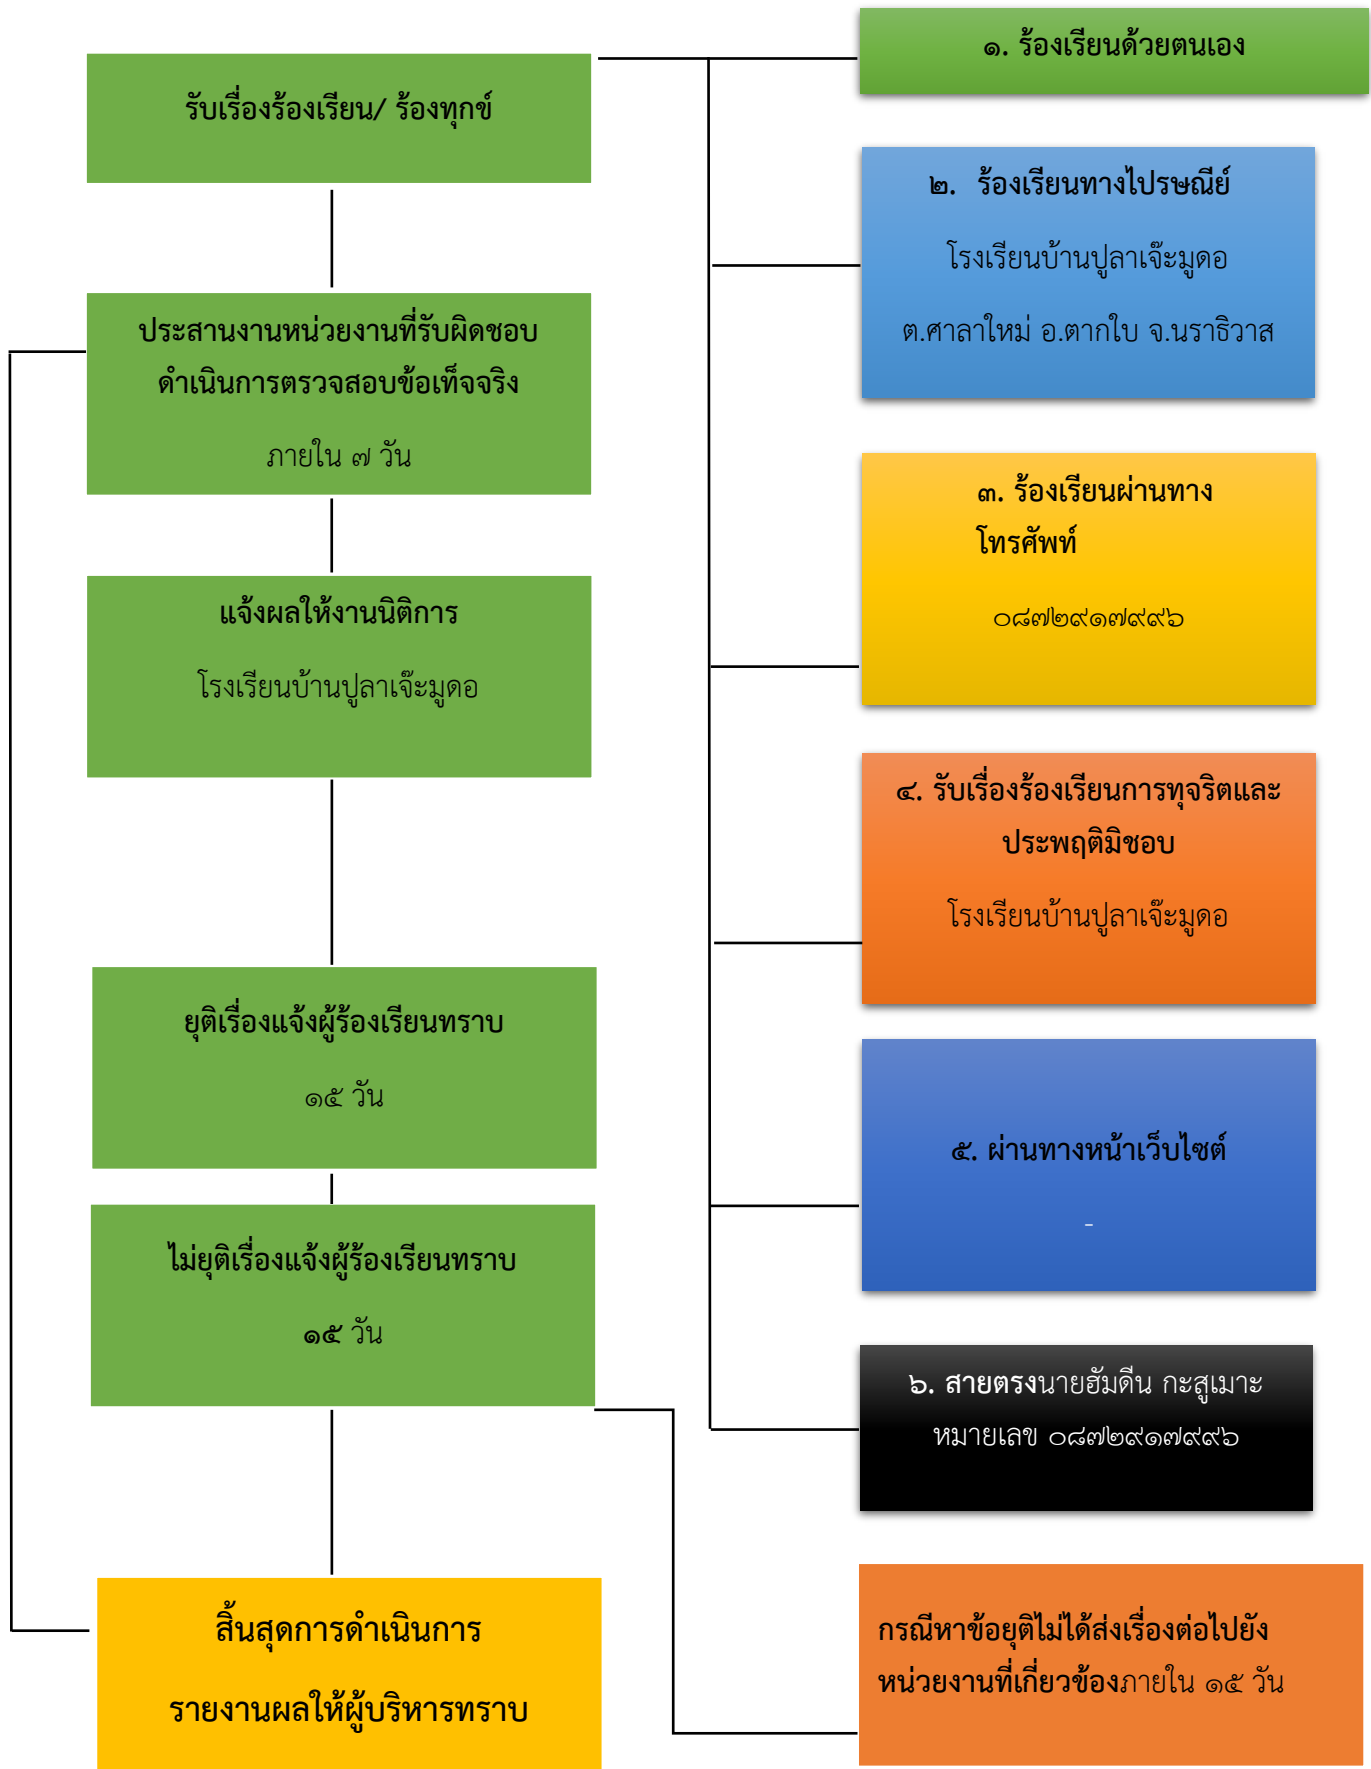 รับเรื่องร้องเรียน/ ร้องทุกข์
ประสานงานหน่วยงานที่รับผิดชอบ
ดำเนินการตรวจสอบข้อเท็จจริง
ภายใน ๗ วัน
แจ้งผลให้งานนิติการ
โรงเรียนบ้านปูลาเจ๊ะมูดอ
ยุติเรื่องแจ้งผู้ร้องเรียนทราบ
๑๕ วัน
ไม่ยุติเรื่องแจ้งผู้ร้องเรียนทราบ
๑๕ วัน
สิ้นสุดการดำเนินการ
รายงานผลให้ผู้บริหารทราบ
๑. ร้องเรียนด้วยตนเอง
๒. ร้องเรียนทางไปรษณีย์
โรงเรียนบ้านปูลาเจ๊ะมูดอ
ต.ศาลาใหม่ อ.ตากใบ จ.นราธิวาส
๓. ร้องเรียนผ่านทาง
โทรศัพท์
๐๘๗๒๙๑๗๙๙๖
๔. รับเรื่องร้องเรียนการทุจริตและ
ประพฤติมิชอบ
โรงเรียนบ้านปูลาเจ๊ะมูดอ
๕. ผ่านทางหน้าเว็บไซต์
-
๖. สายตรงนายฮัมดีน กะสูเมาะ
หมายเลข ๐๘๗๒๙๑๗๙๙๖
กรณีหาข้อยุติไม่ได้ส่งเรื่องต่อไปยัง
หน่วยงานที่เกี่ยวข้องภายใน ๑๕ วัน